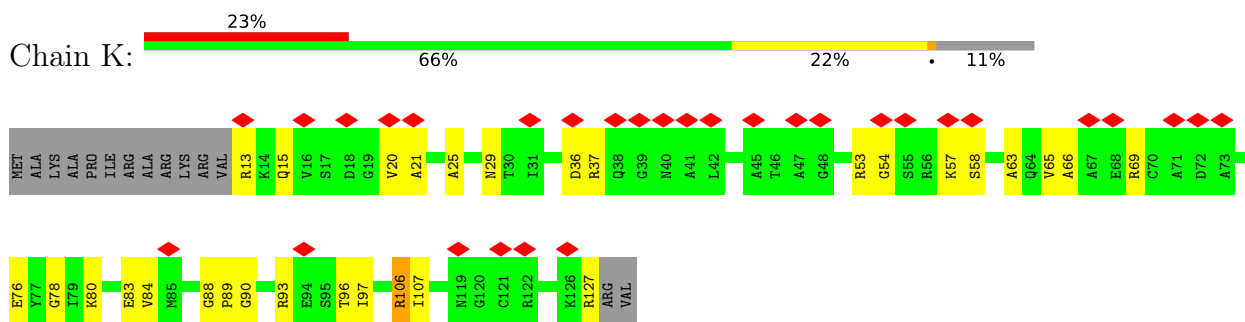 23%
Chain K:
66% 22% • 11%
MET ALA LYS ALA ALA PRO ILE ARG ALA ARG LYS ARG VAL R13 K14 Q15 V16 S17 D18 G19 V20 A21 A25 N29 T30 I31 D36 R37 Q38 G39 N40 A41 L42 A45 T46 A47 G48 R53 G54 S55 R56 K57 S58 A63 Q64 V65 A66 A67 E68 R69 C70 A71 D72 A73
E76 Y77 G78 I79 K80 E83 V84 M85 G88 P89 G90 R93 E94 S95 T96 I97 R106 I107 N119 G120 C121 R122 K126 R127 ARG VAL